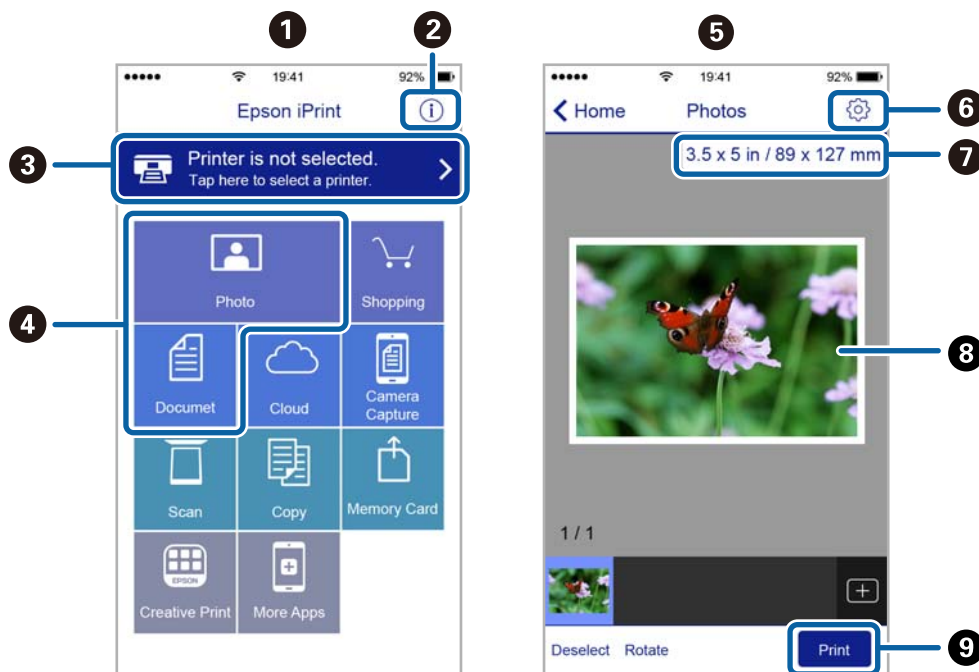 1
2
19:41
92%
Epson iPrint
i
3
Printer is not selected.
Tap here to select a printer.
4
Photo
Shopping
Documet
Cloud
Camera
Capture
Scan
Copy
Memory Card
EPSON
Creative Print
More Apps
5
19:41
92%
Home
Photos
6
3.5 x 5 in / 89 x 127 mm
7
8
1 / 1
Deselect
Rotate
Print
9